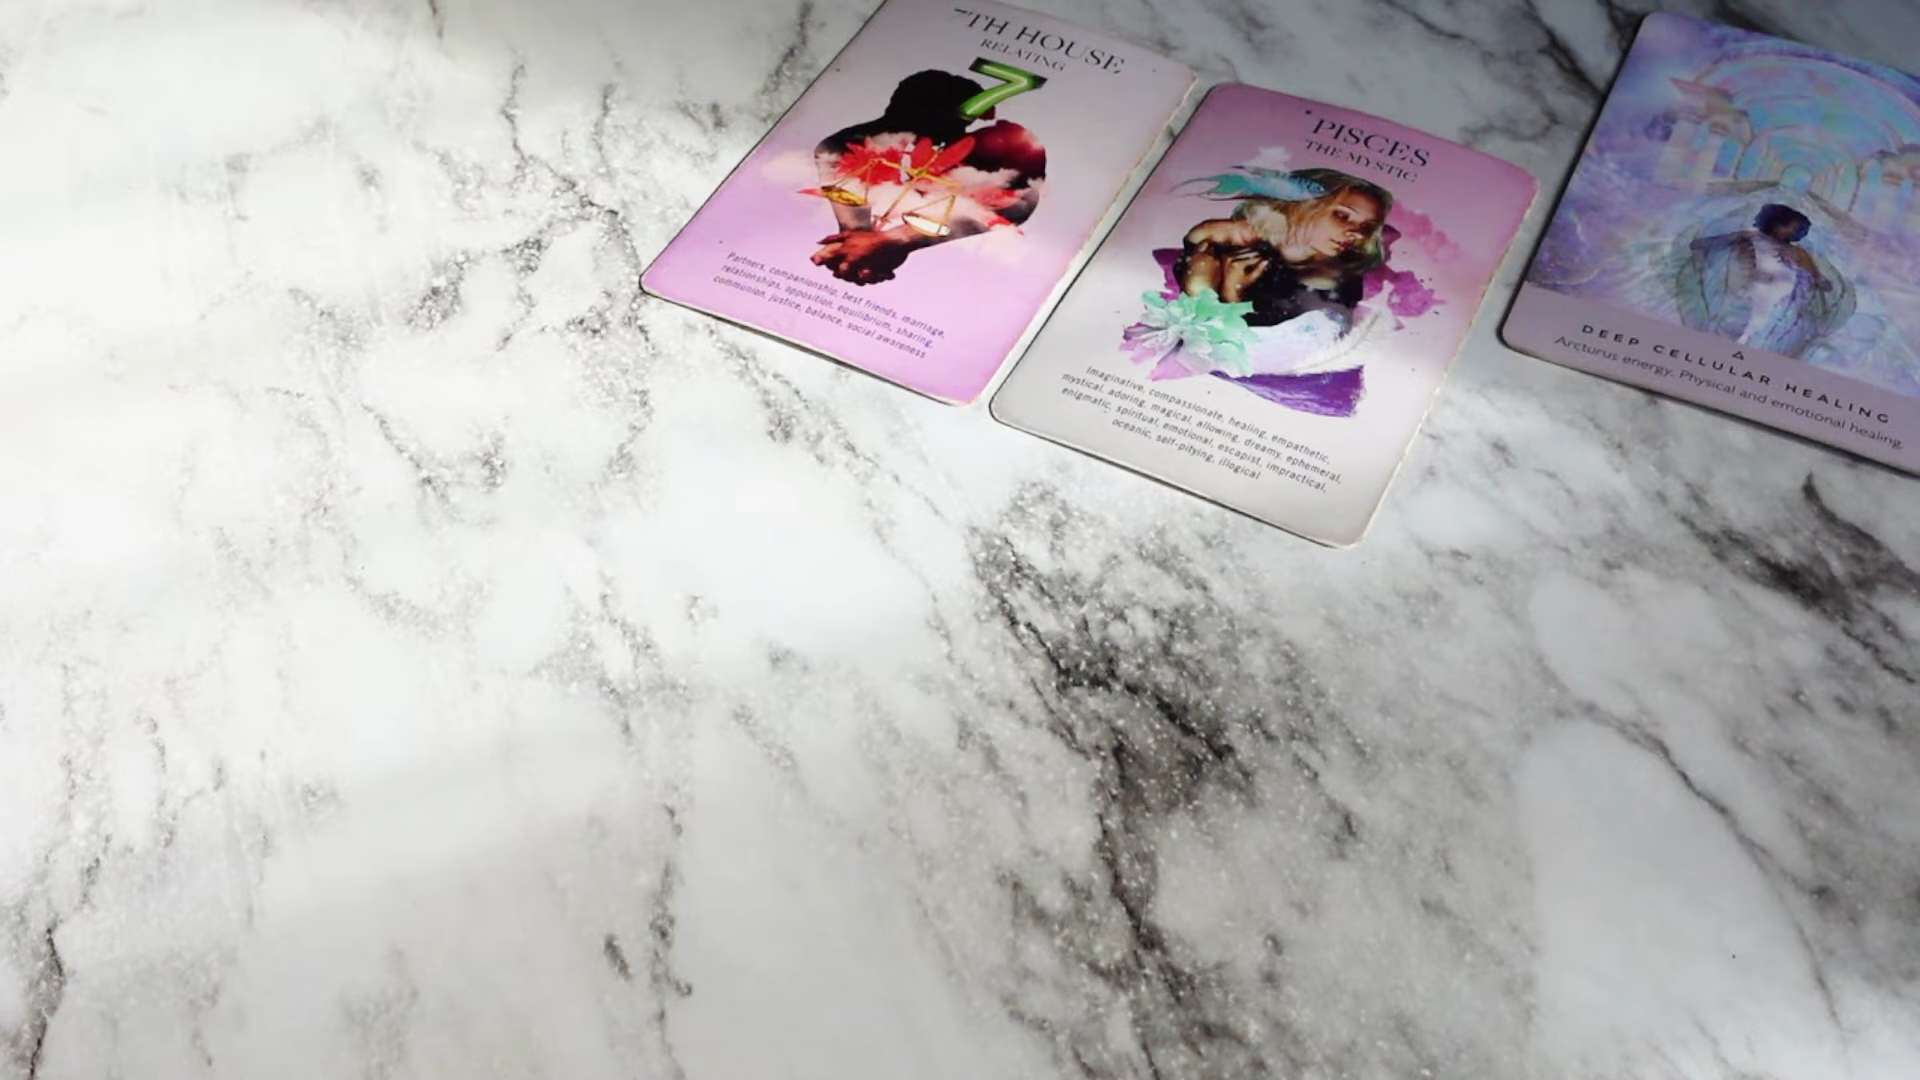 7TH HOUSE
RELATING
7
Partners, companionship, best friends, marriage,
relationships, opposition, equilibrium, sharing,
communion, justice, balance, social awareness
PISCES
THE MYSTIC
Imaginative, compassionate, healing, empathetic,
mystical, adoring, magical, allowing, dreamy, ephemeral,
enigmatic, spiritual, emotional, escapist, impractical,
oceanic, self-pitying, illogical
DEEP CELLULAR HEALING
Arcturus energy. Physical and emotional healing.